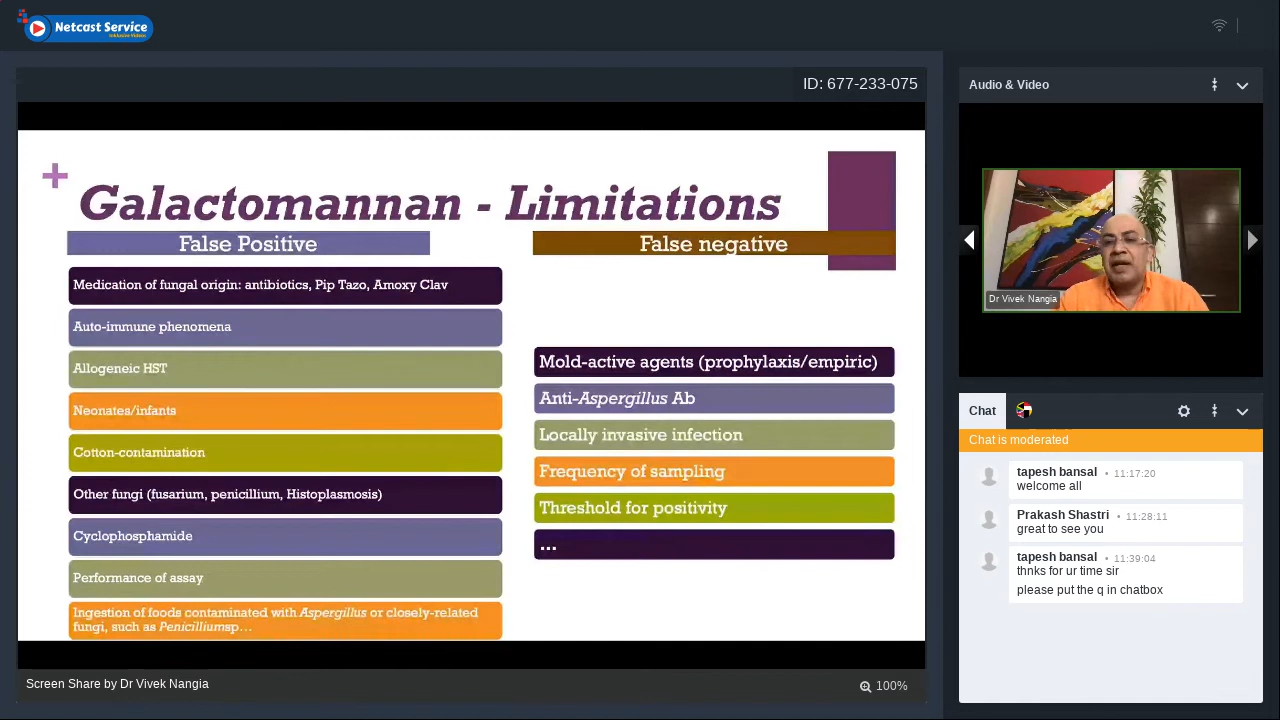 Netcast Service
Inklusive Videos
ID: 677-233-075
+
Galactomannan - Limitations
False Positive
Medication of fungal origin: antibiotics, Pip Tazo, Amoxy Clav
Auto-immune phenomena
Allogeneic HST
Neonates/infants
Cotton-contamination
Other fungi (fusarium, penicillium, Histoplasmosis)
Cyclophosphamide
Performance of assay
Ingestion of foods contaminated with Aspergillus or closely-related
fungi, such as Penicilliumsp…
False negative
Mold-active agents (prophylaxis/empiric)
Anti-Aspergillus Ab
Locally invasive infection
Frequency of sampling
Threshold for positivity
...
Screen Share by Dr Vivek Nangia
100%
Audio & Video
Dr Vivek Nangia
Chat
Chat is moderated
tapesh bansal • 11:17:20
welcome all
Prakash Shastri • 11:28:11
great to see you
tapesh bansal • 11:39:04
thnks for ur time sir
please put the q in chatbox